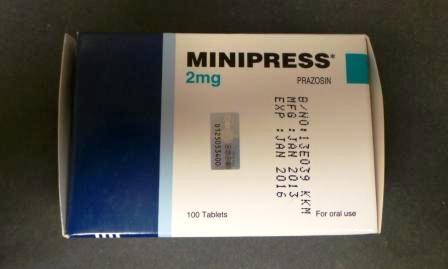 MINIPRESS®
2mg
PRAZOSIN
B/NO:13E039 KKM
MFG :JAN 2013
EXP :JAN 2016
100 Tablets
For oral use